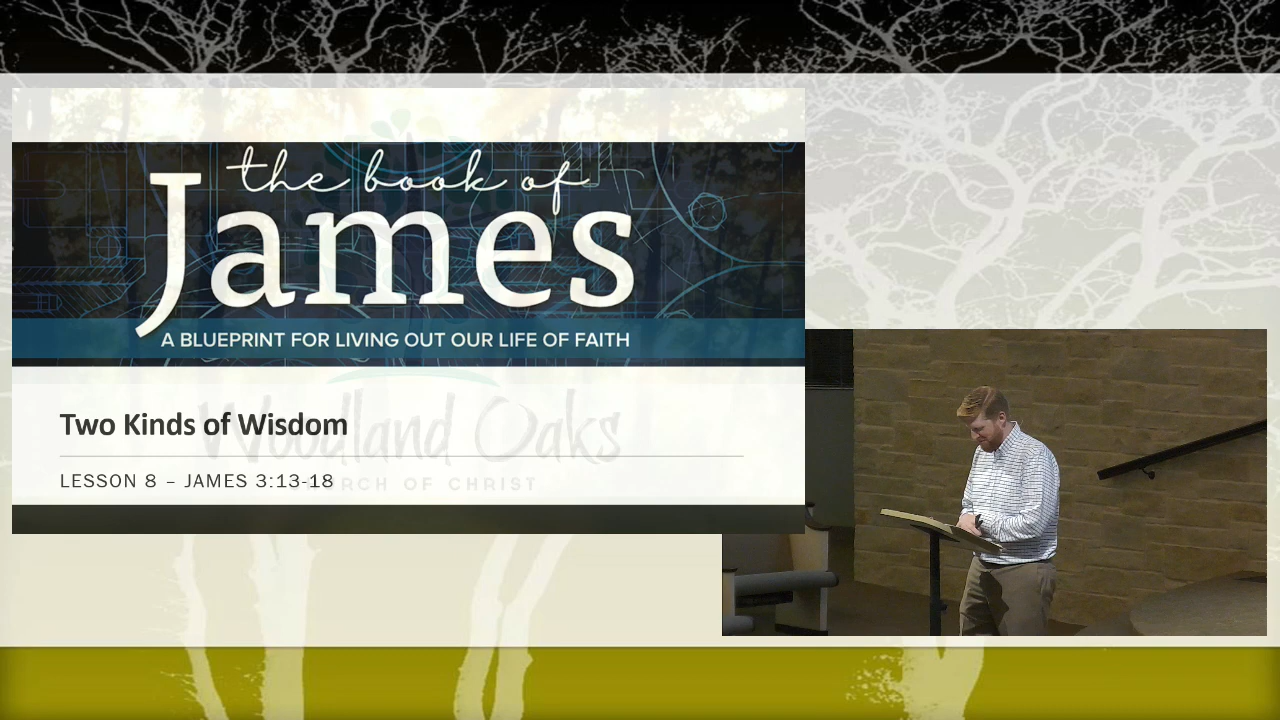 the book of
James
A BLUEPRINT FOR LIVING OUT OUR LIFE OF FAITH
Two Kinds of Wisdom
Woodland Oaks
LESSON 8 – JAMES 3:13-18
CHURCH OF CHRIST